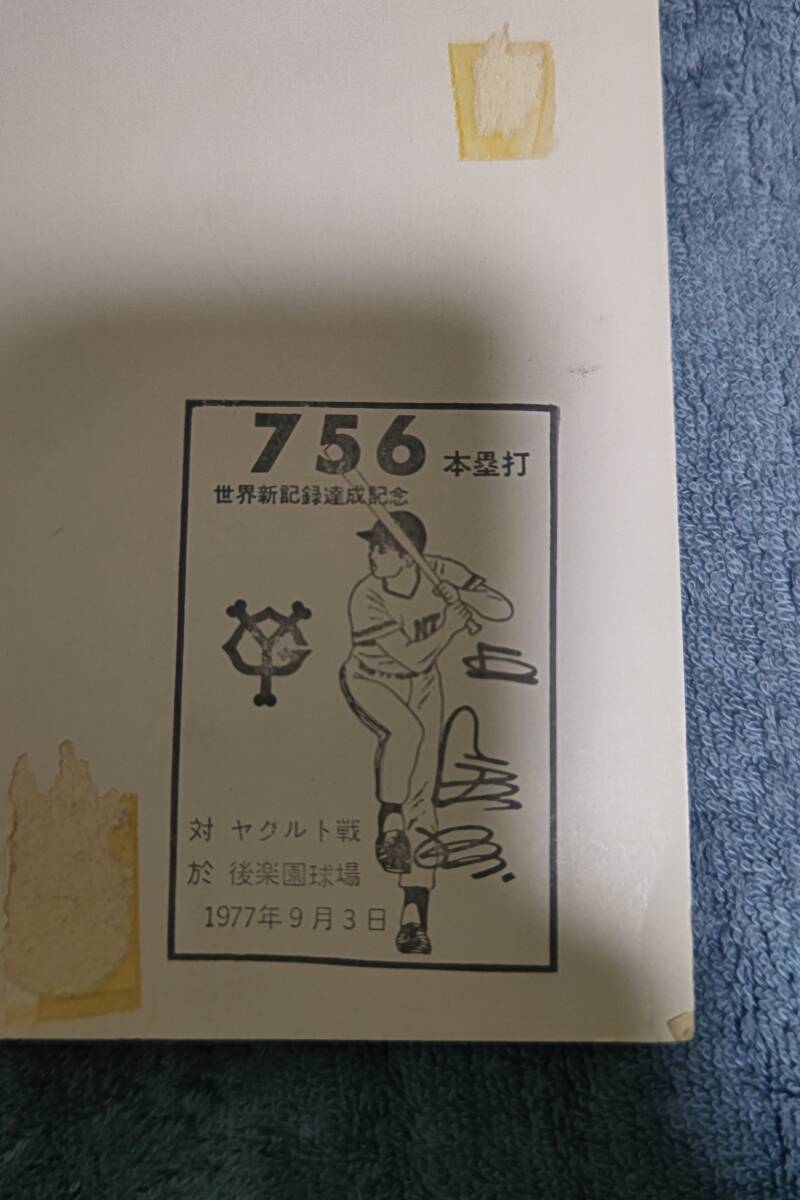 756 本塁打
世界新記録達成記念
対 ヤクルト戦
於 後楽園球場
1977年9月3日